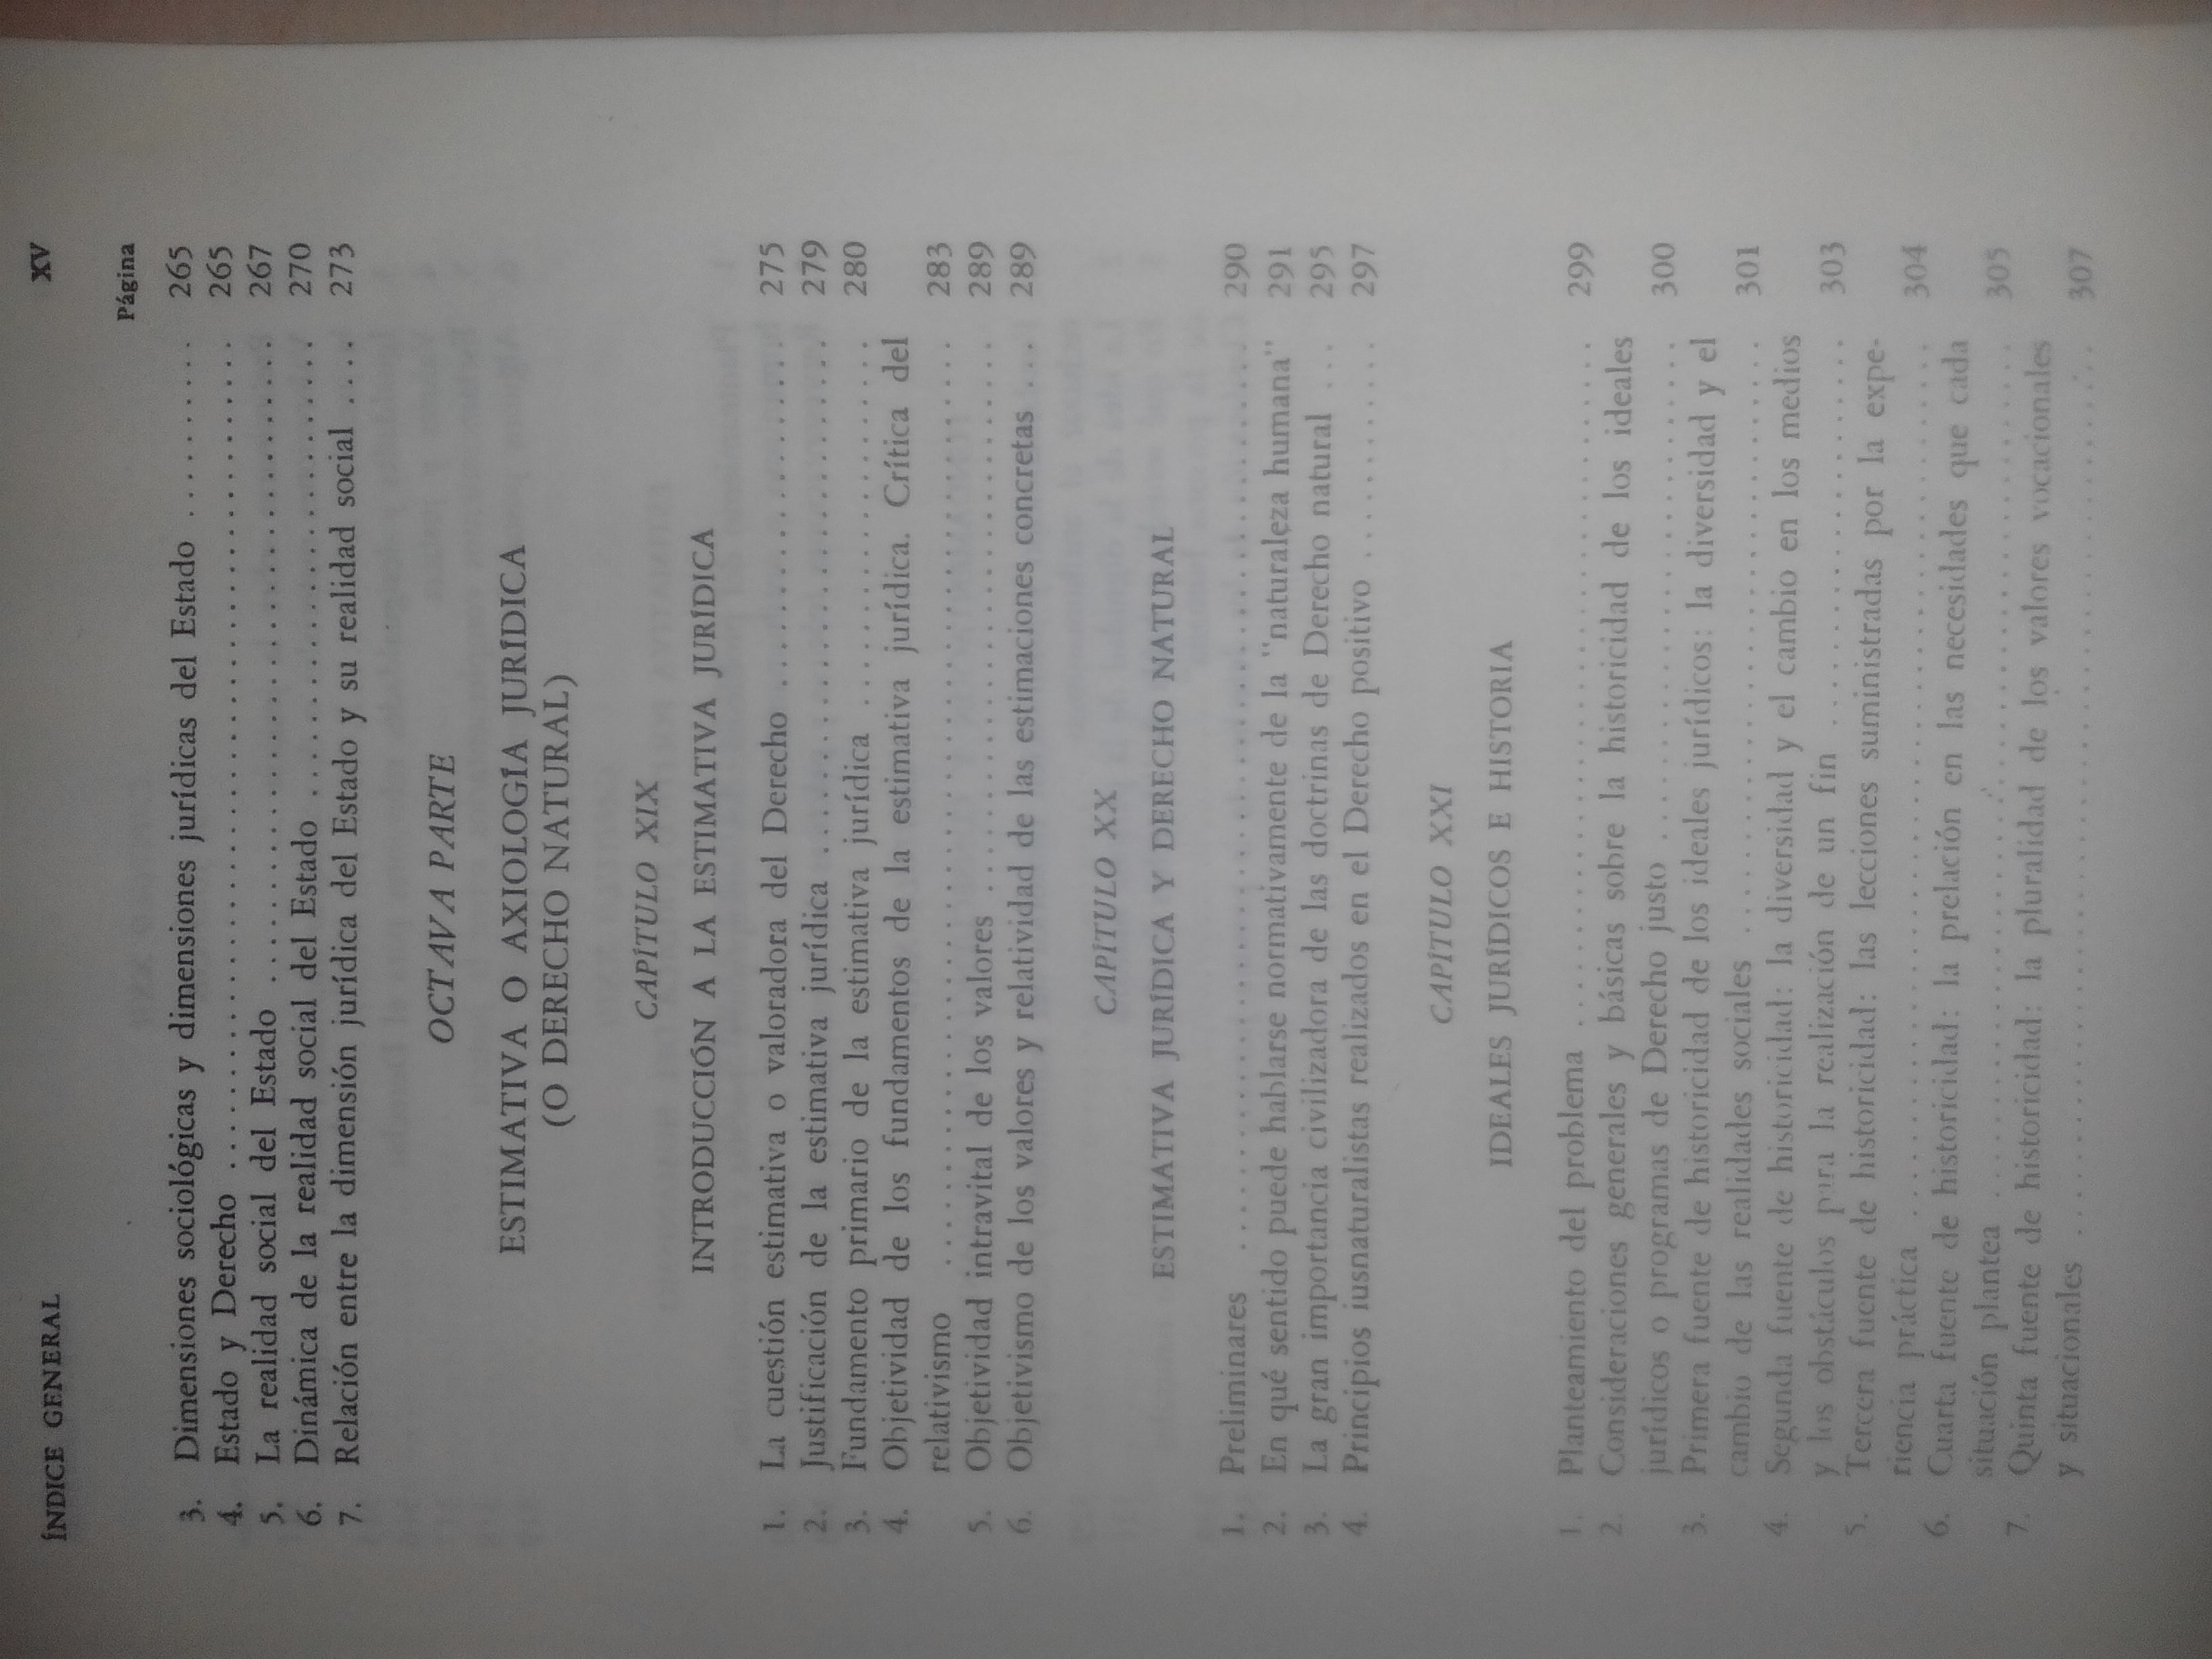 ÍNDICE GENERAL XV
Página
3. Dimensiones sociológicas y dimensiones jurídicas del Estado .......... 265
4. Estado y Derecho .......... 265
5. La realidad social del Estado .......... 267
6. Dinámica de la realidad social del Estado .......... 270
7. Relación entre la dimensión jurídica del Estado y su realidad social .... 273
OCTAVA PARTE
ESTIMATIVA O AXIOLOGÍA JURÍDICA
(O DERECHO NATURAL)
CAPÍTULO XIX
INTRODUCCIÓN A LA ESTIMATIVA JURÍDICA
1. La cuestión estimativa o valoradora del Derecho .......... 275
2. Justificación de la estimativa jurídica .......... 279
3. Fundamento primario de la estimativa jurídica .......... 280
4. Objetividad de los fundamentos de la estimativa jurídica. Crítica del
relativismo .......... 283
5. Objetividad intravital de los valores .......... 289
6. Objetivismo de los valores y relatividad de las estimaciones concretas ... 289
CAPÍTULO XX
ESTIMATIVA JURÍDICA Y DERECHO NATURAL
1. Preliminares .......... 290
2. En qué sentido puede hablarse normativamente de la "naturaleza humana" 291
3. La gran importancia civilizadora de las doctrinas de Derecho natural ... 295
4. Principios iusnaturalistas realizados en el Derecho positivo .......... 297
CAPÍTULO XXI
IDEALES JURÍDICOS E HISTORIA
1. Planteamiento del problema .......... 299
2. Consideraciones generales y básicas sobre la historicidad de los ideales
jurídicos o programas de Derecho justo .......... 300
3. Primera fuente de historicidad de los ideales jurídicos: la diversidad y el
cambio de las realidades sociales .......... 301
4. Segunda fuente de historicidad: la diversidad y el cambio en los medios
y los obstáculos para la realización de un fin .......... 303
5. Tercera fuente de historicidad: las lecciones suministradas por la expe-
riencia práctica .......... 304
6. Cuarta fuente de historicidad: la prelación en las necesidades que cada
situación plantea .......... 305
7. Quinta fuente de historicidad: la pluralidad de los valores vocacionales
y situacionales .......... 307